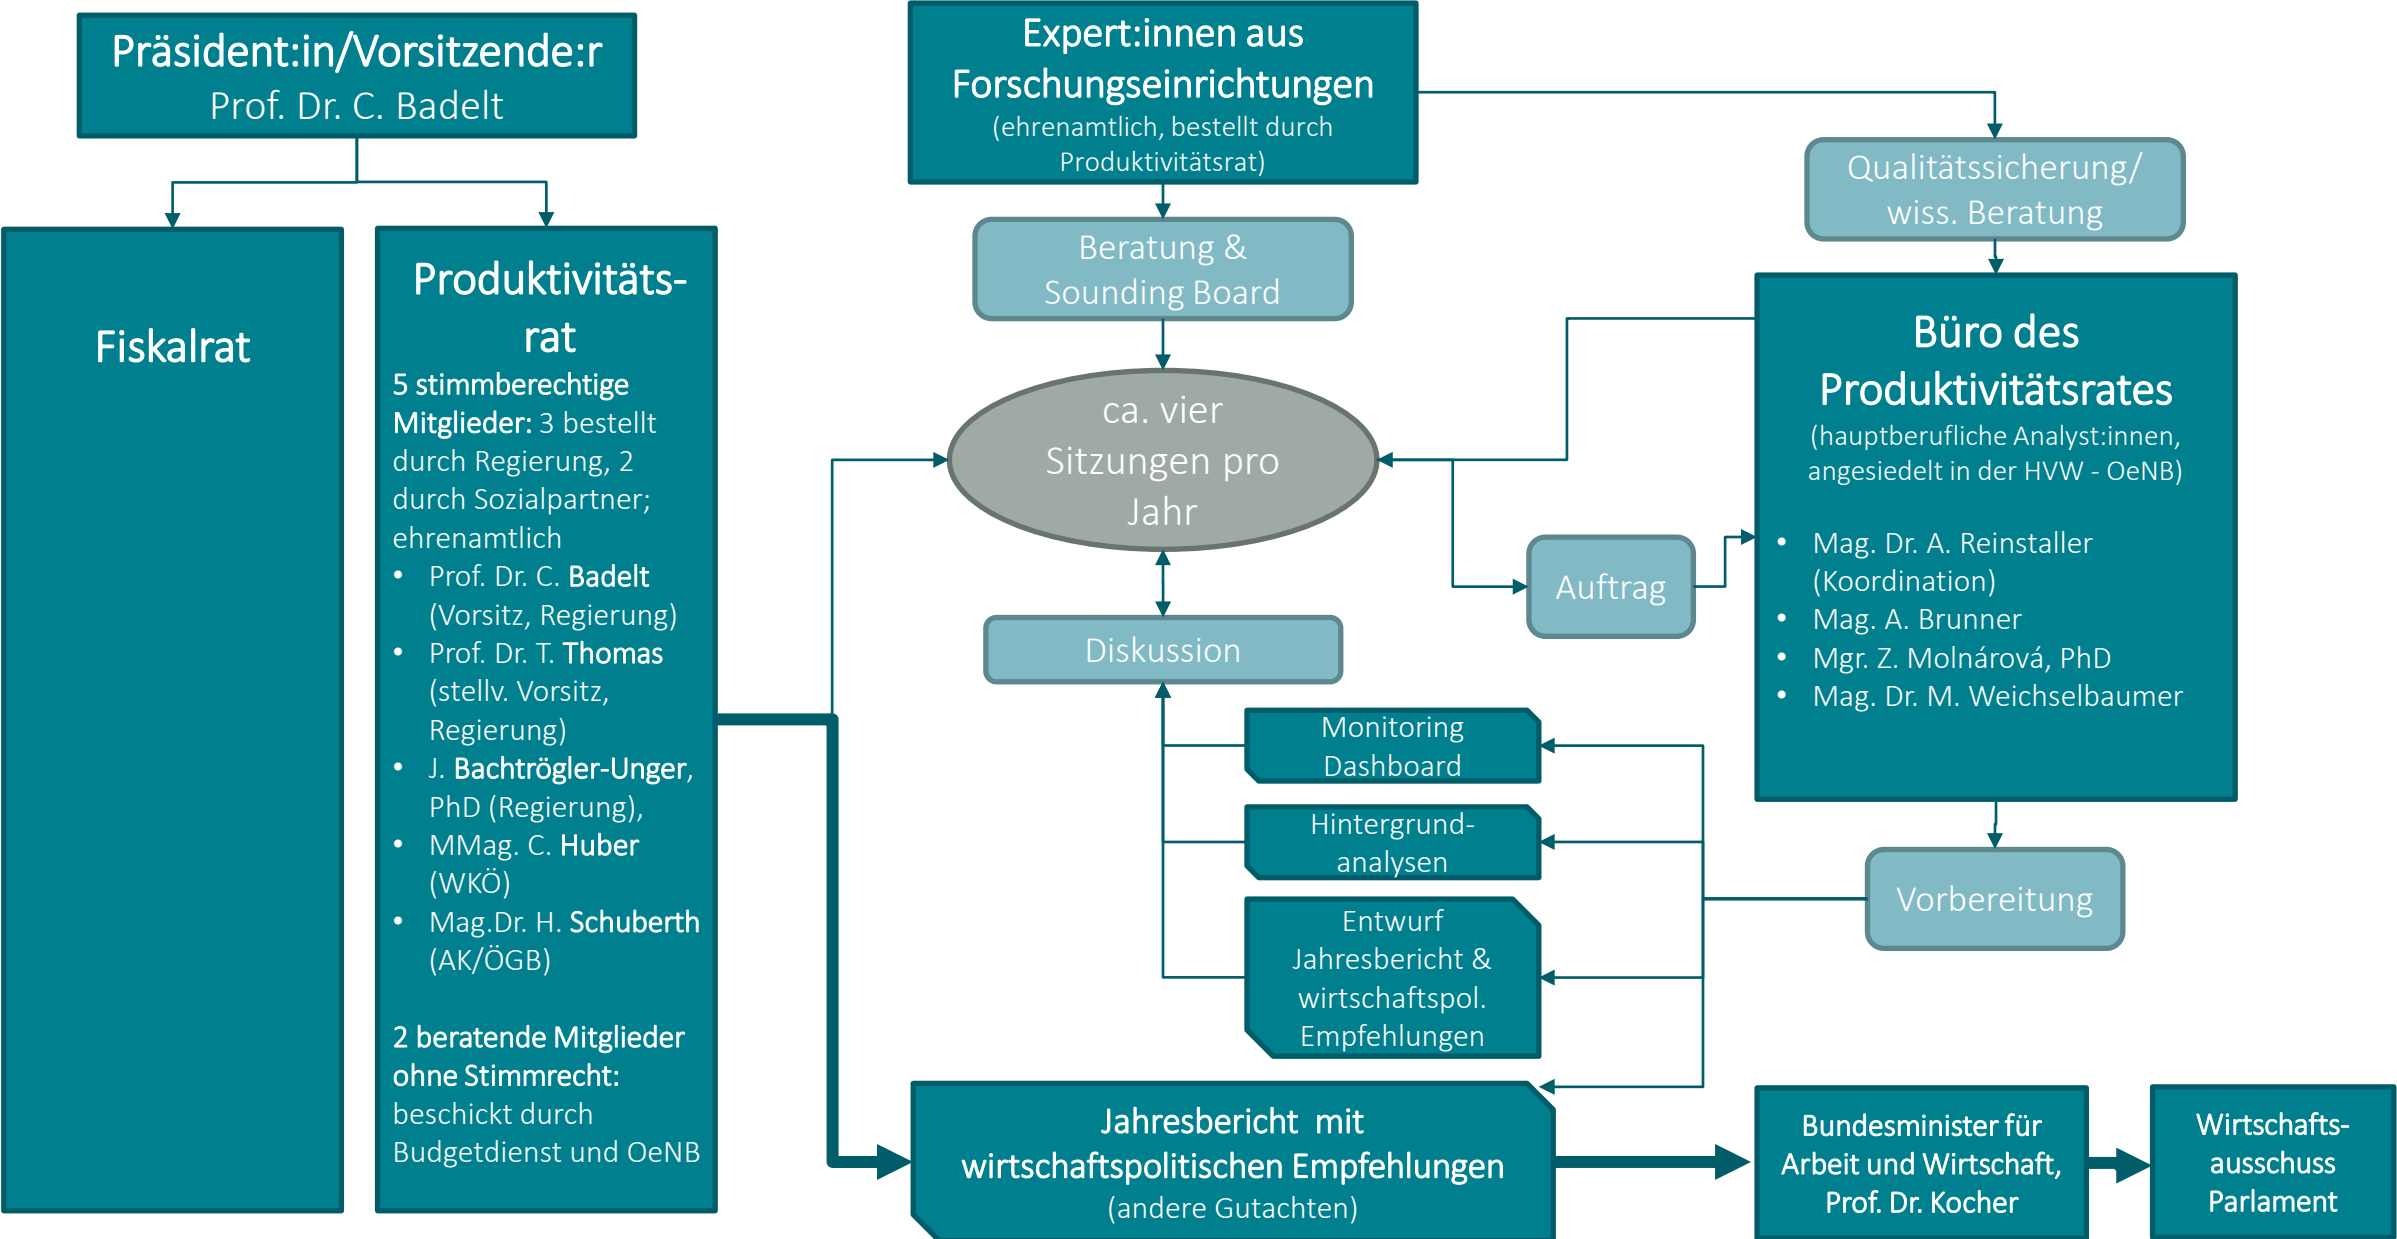 Präsident:in/Vorsitzende:r
Prof. Dr. C. Badelt
Fiskalrat
Produktivitäts-
rat
5 stimmberechtige
Mitglieder: 3 bestellt
durch Regierung, 2
durch Sozialpartner;
ehrenamtlich
• Prof. Dr. C. Badelt
(Vorsitz, Regierung)
• Prof. Dr. T. Thomas
(stellv. Vorsitz,
Regierung)
• J. Bachtrögler-Unger,
PhD (Regierung),
• MMag. C. Huber
(WKÖ)
• Mag.Dr. H. Schuberth
(AK/ÖGB)
2 beratende Mitglieder
ohne Stimmrecht:
beschickt durch
Budgetdienst und OeNB
Expert:innen aus
Forschungseinrichtungen
(ehrenamtlich, bestellt durch
Produktivitätsrat)
Beratung &
Sounding Board
ca. vier
Sitzungen pro
Jahr
Diskussion
Monitoring
Dashboard
Hintergrund-
analysen
Entwurf
Jahresbericht &
wirtschaftspol.
Empfehlungen
Qualitätssicherung/
wiss. Beratung
Büro des
Produktivitätsrates
(hauptberufliche Analyst:innen,
angesiedelt in der HVW - OeNB)
• Mag. Dr. A. Reinstaller
(Koordination)
• Mag. A. Brunner
• Mgr. Z. Molnárová, PhD
• Mag. Dr. M. Weichselbaumer
Auftrag
Vorbereitung
Jahresbericht mit
wirtschaftspolitischen Empfehlungen
(andere Gutachten)
Bundesminister für
Arbeit und Wirtschaft,
Prof. Dr. Kocher
Wirtschafts-
ausschuss
Parlament